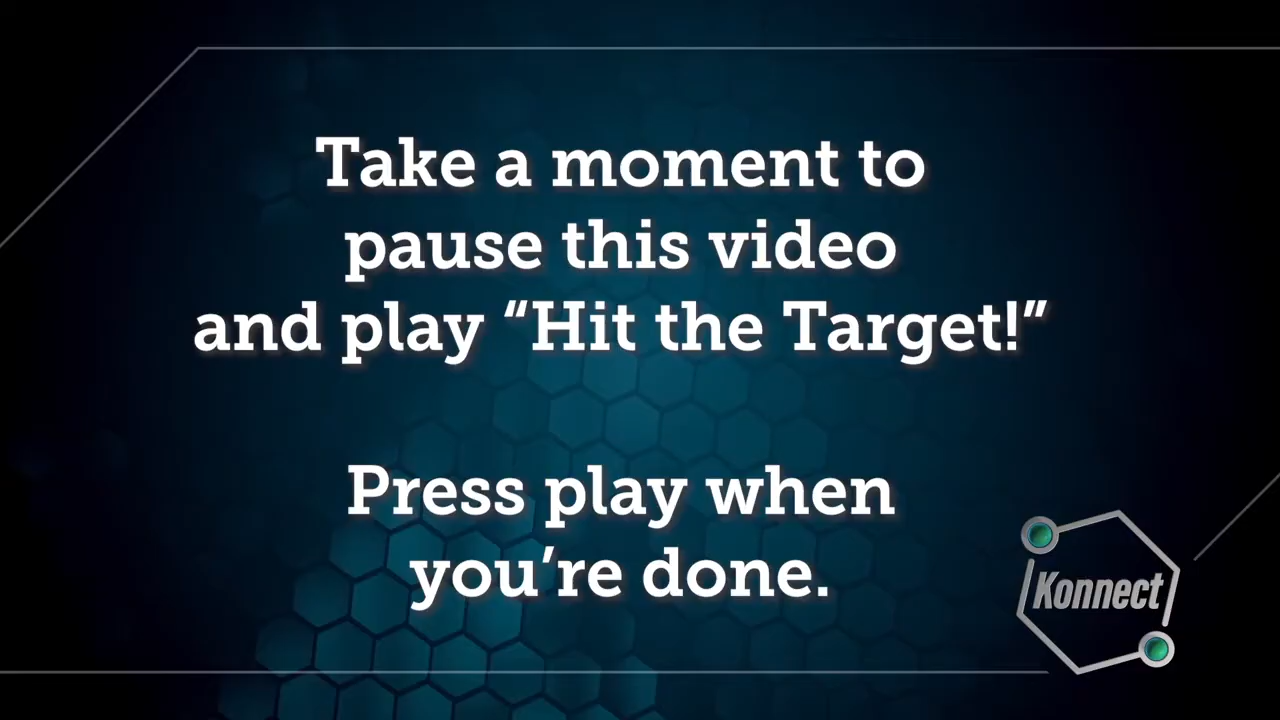 Take a moment to
pause this video
and play “Hit the Target!”
Press play when
you’re done.
Konnect